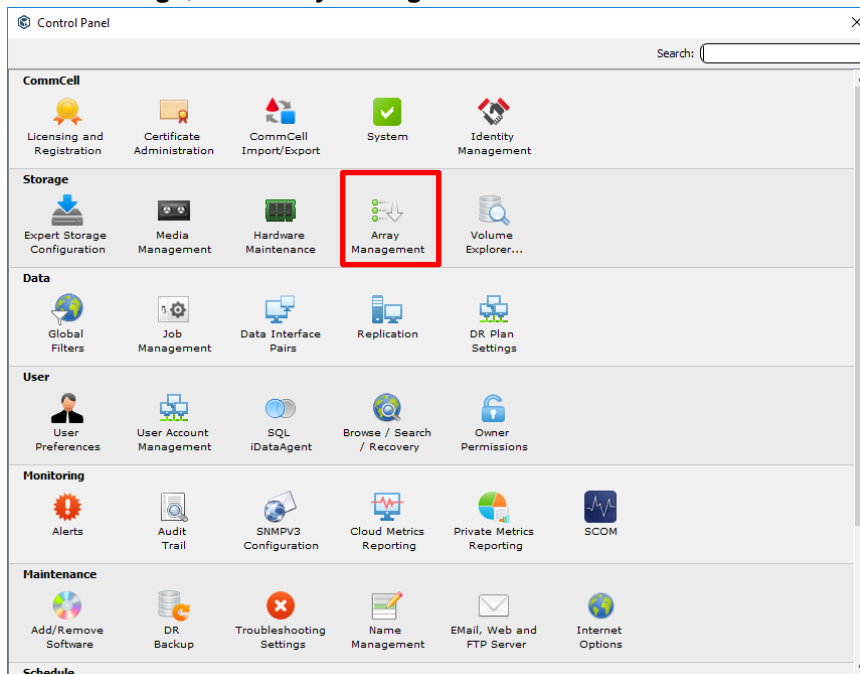 Control Panel
Search:
CommCell
Licensing and Registration
Certificate Administration
CommCell Import/Export
System
Identity Management
Storage
Expert Storage Configuration
Media Management
Hardware Maintenance
Array Management
Volume Explorer...
Data
Global Filters
Job Management
Data Interface Pairs
Replication
DR Plan Settings
User
User Preferences
User Account Management
SQL iDataAgent
Browse / Search / Recovery
Owner Permissions
Monitoring
Alerts
Audit Trail
SNMPV3 Configuration
Cloud Metrics Reporting
Private Metrics Reporting
SCOM
Maintenance
Add/Remove Software
DR Backup
Troubleshooting Settings
Name Management
EMail, Web and FTP Server
Internet Options
Schedule